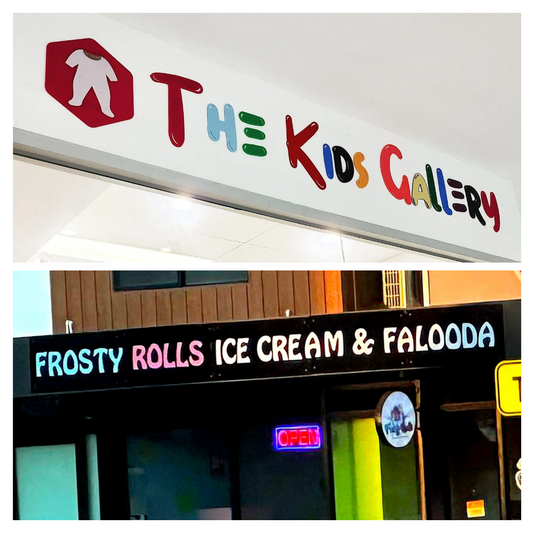 THE KIDS GALLERY
FROSTY ROLLS ICE CREAM & FALOODA
OPEN